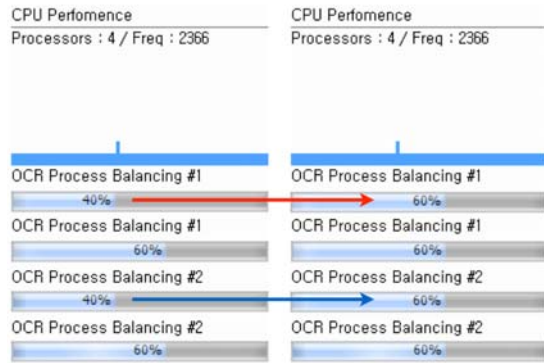 CPU Perfomence
Processors : 4 / Freq : 2366
OCR Process Balancing #1
40%
OCR Process Balancing #1
60%
OCR Process Balancing #2
40%
OCR Process Balancing #2
60%
CPU Perfomence
Processors : 4 / Freq : 2366
OCR Process Balancing #1
60%
OCR Process Balancing #1
60%
OCR Process Balancing #2
60%
OCR Process Balancing #2
60%